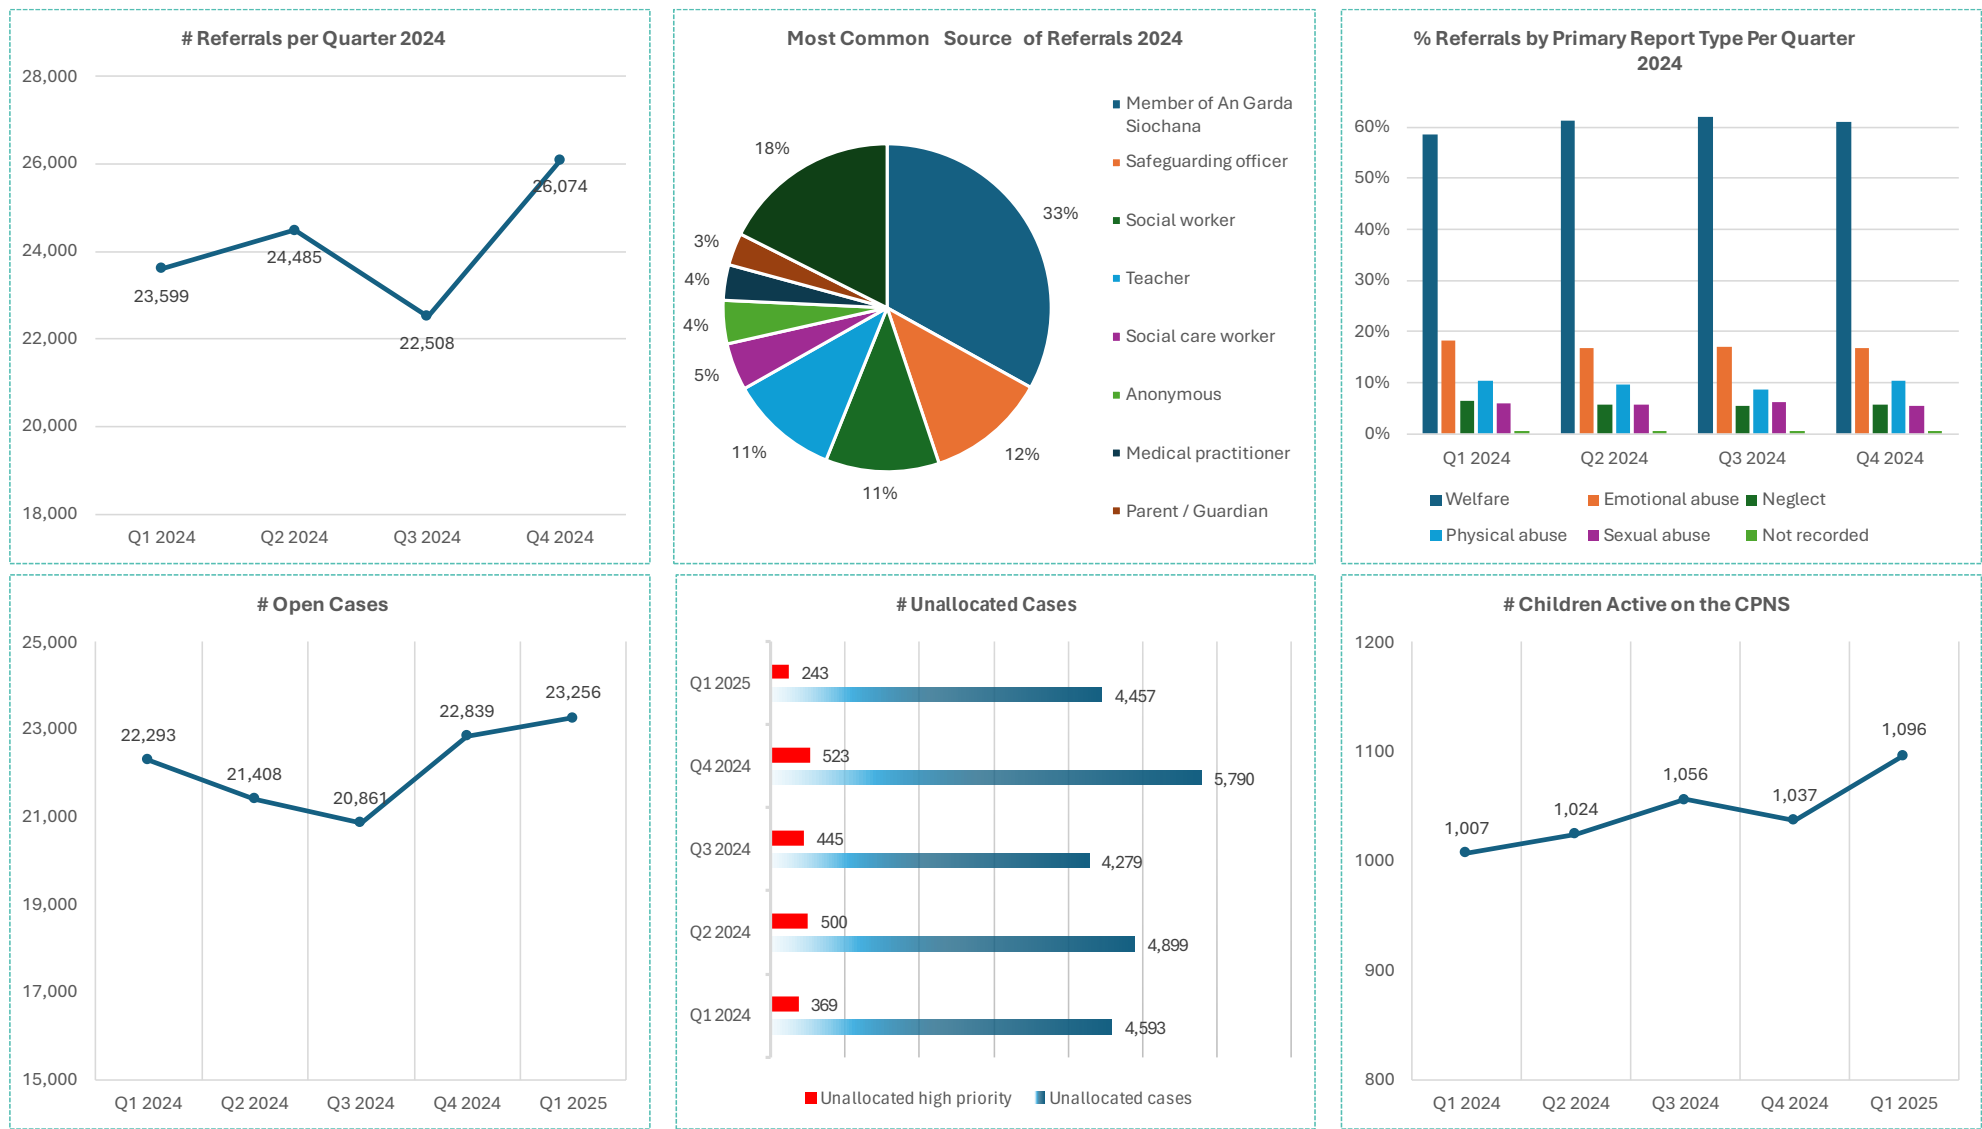 # Referrals per Quarter 2024
28,000
26,000
24,000
22,000
20,000
18,000
23,599
24,485
22,508
26,074
Q1 2024
Q2 2024
Q3 2024
Q4 2024
Most Common Source of Referrals 2024
33%
12%
11%
11%
5%
4%
4%
3%
18%
Member of An Garda
Siochana
Safeguarding officer
Social worker
Teacher
Social care worker
Anonymous
Medical practitioner
Parent / Guardian
% Referrals by Primary Report Type Per Quarter
2024
60%
50%
40%
30%
20%
10%
0%
Q1 2024
Q2 2024
Q3 2024
Q4 2024
Welfare
Emotional abuse
Neglect
Physical abuse
Sexual abuse
Not recorded
# Open Cases
25,000
23,000
21,000
19,000
17,000
15,000
22,293
21,408
20,861
22,839
23,256
Q1 2024
Q2 2024
Q3 2024
Q4 2024
Q1 2025
# Unallocated Cases
Q1 2025
243
4,457
Q4 2024
523
5,790
Q3 2024
445
4,279
Q2 2024
500
4,899
Q1 2024
369
4,593
Unallocated high priority
Unallocated cases
# Children Active on the CPNS
1200
1100
1000
900
800
1,007
1,024
1,056
1,037
1,096
Q1 2024
Q2 2024
Q3 2024
Q4 2024
Q1 2025